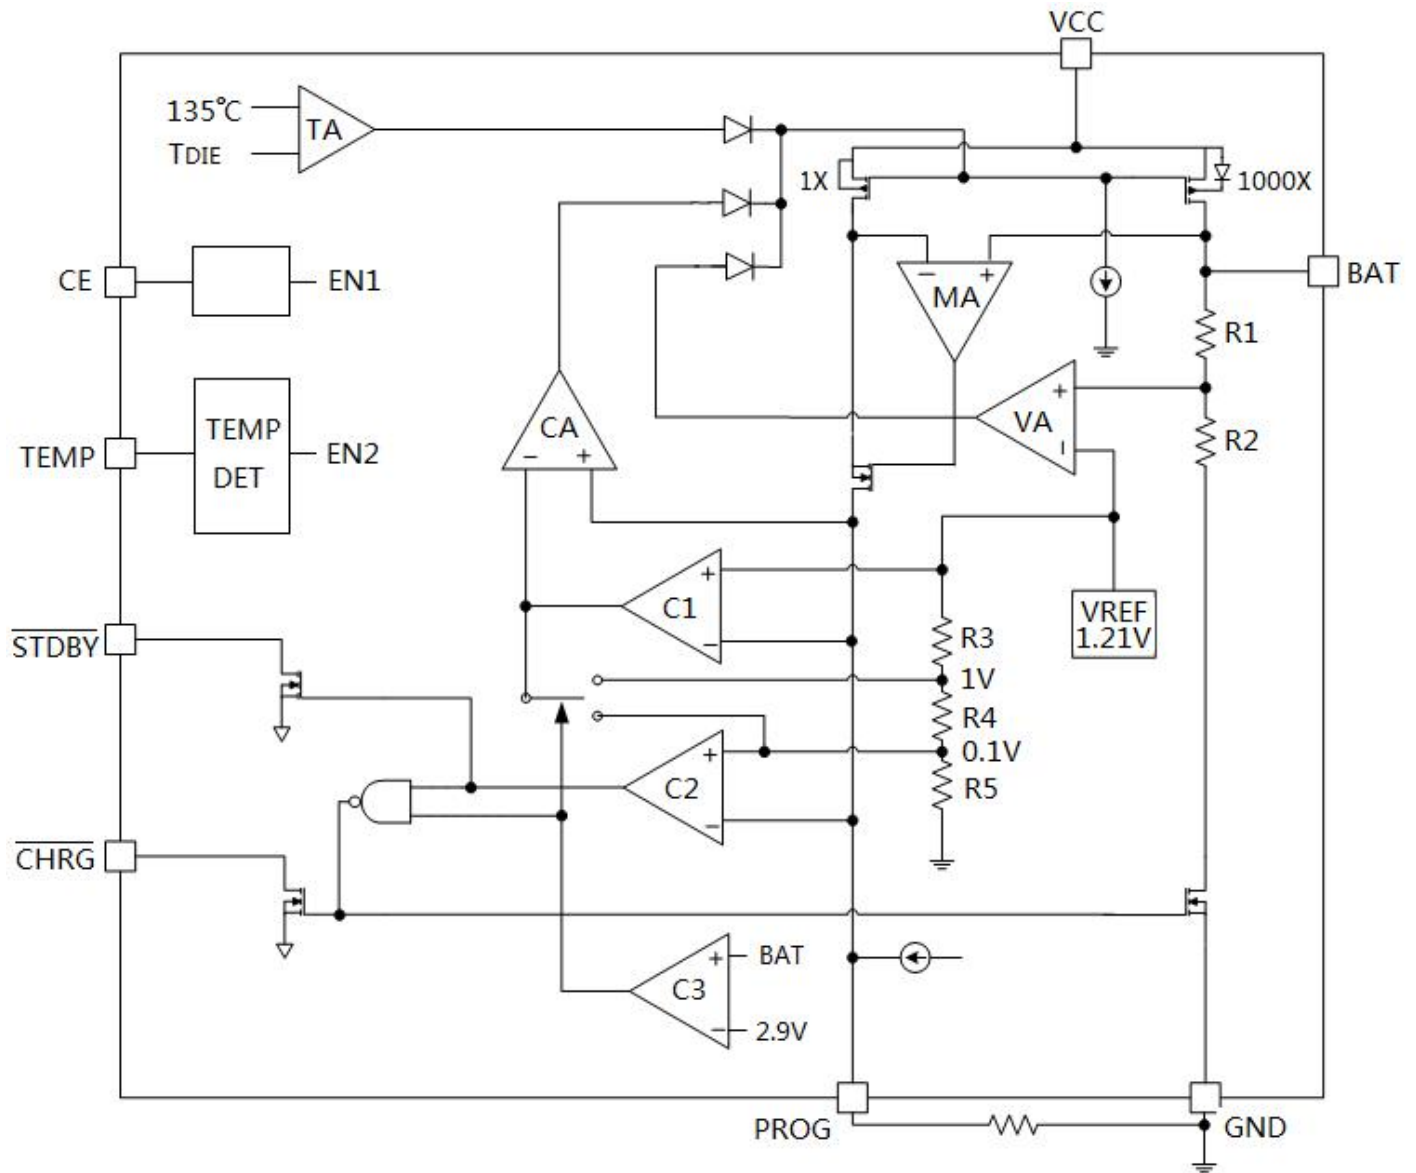 VCC
135℃
TA
TDIE
1X
1000X
CE
EN1
BAT
−
+
MA
R1
TEMP
TEMP
DET
EN2
CA
−
+
VA
+
−
R2
STDBY
C1
+
−
VREF
1.21V
R3
1V
R4
0.1V
R5
C2
+
−
CHRG
C3
+
BAT
−
2.9V
PROG
GND